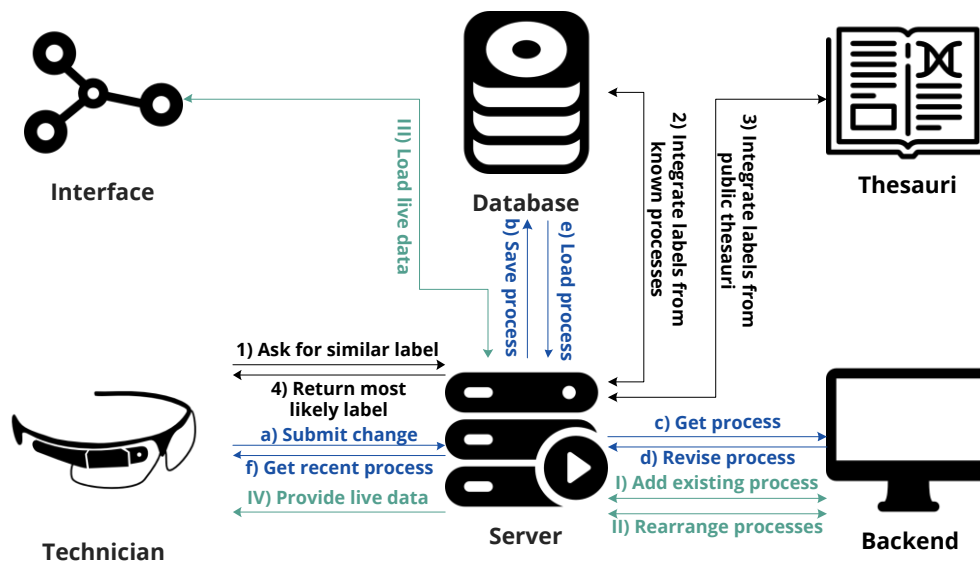 Interface
Database
Thesauri
III) Load live
data
2) Integrate labels from
known processes
3) Integrate labels from
public thesauri
b) Save
process
e) Load process
1) Ask for similar label
4) Return most
likely label
a) Submit change
f) Get recent process
IV) Provide live data
c) Get process
d) Revise process
I) Add existing process
II) Rearrange processes
Technician
Server
Backend